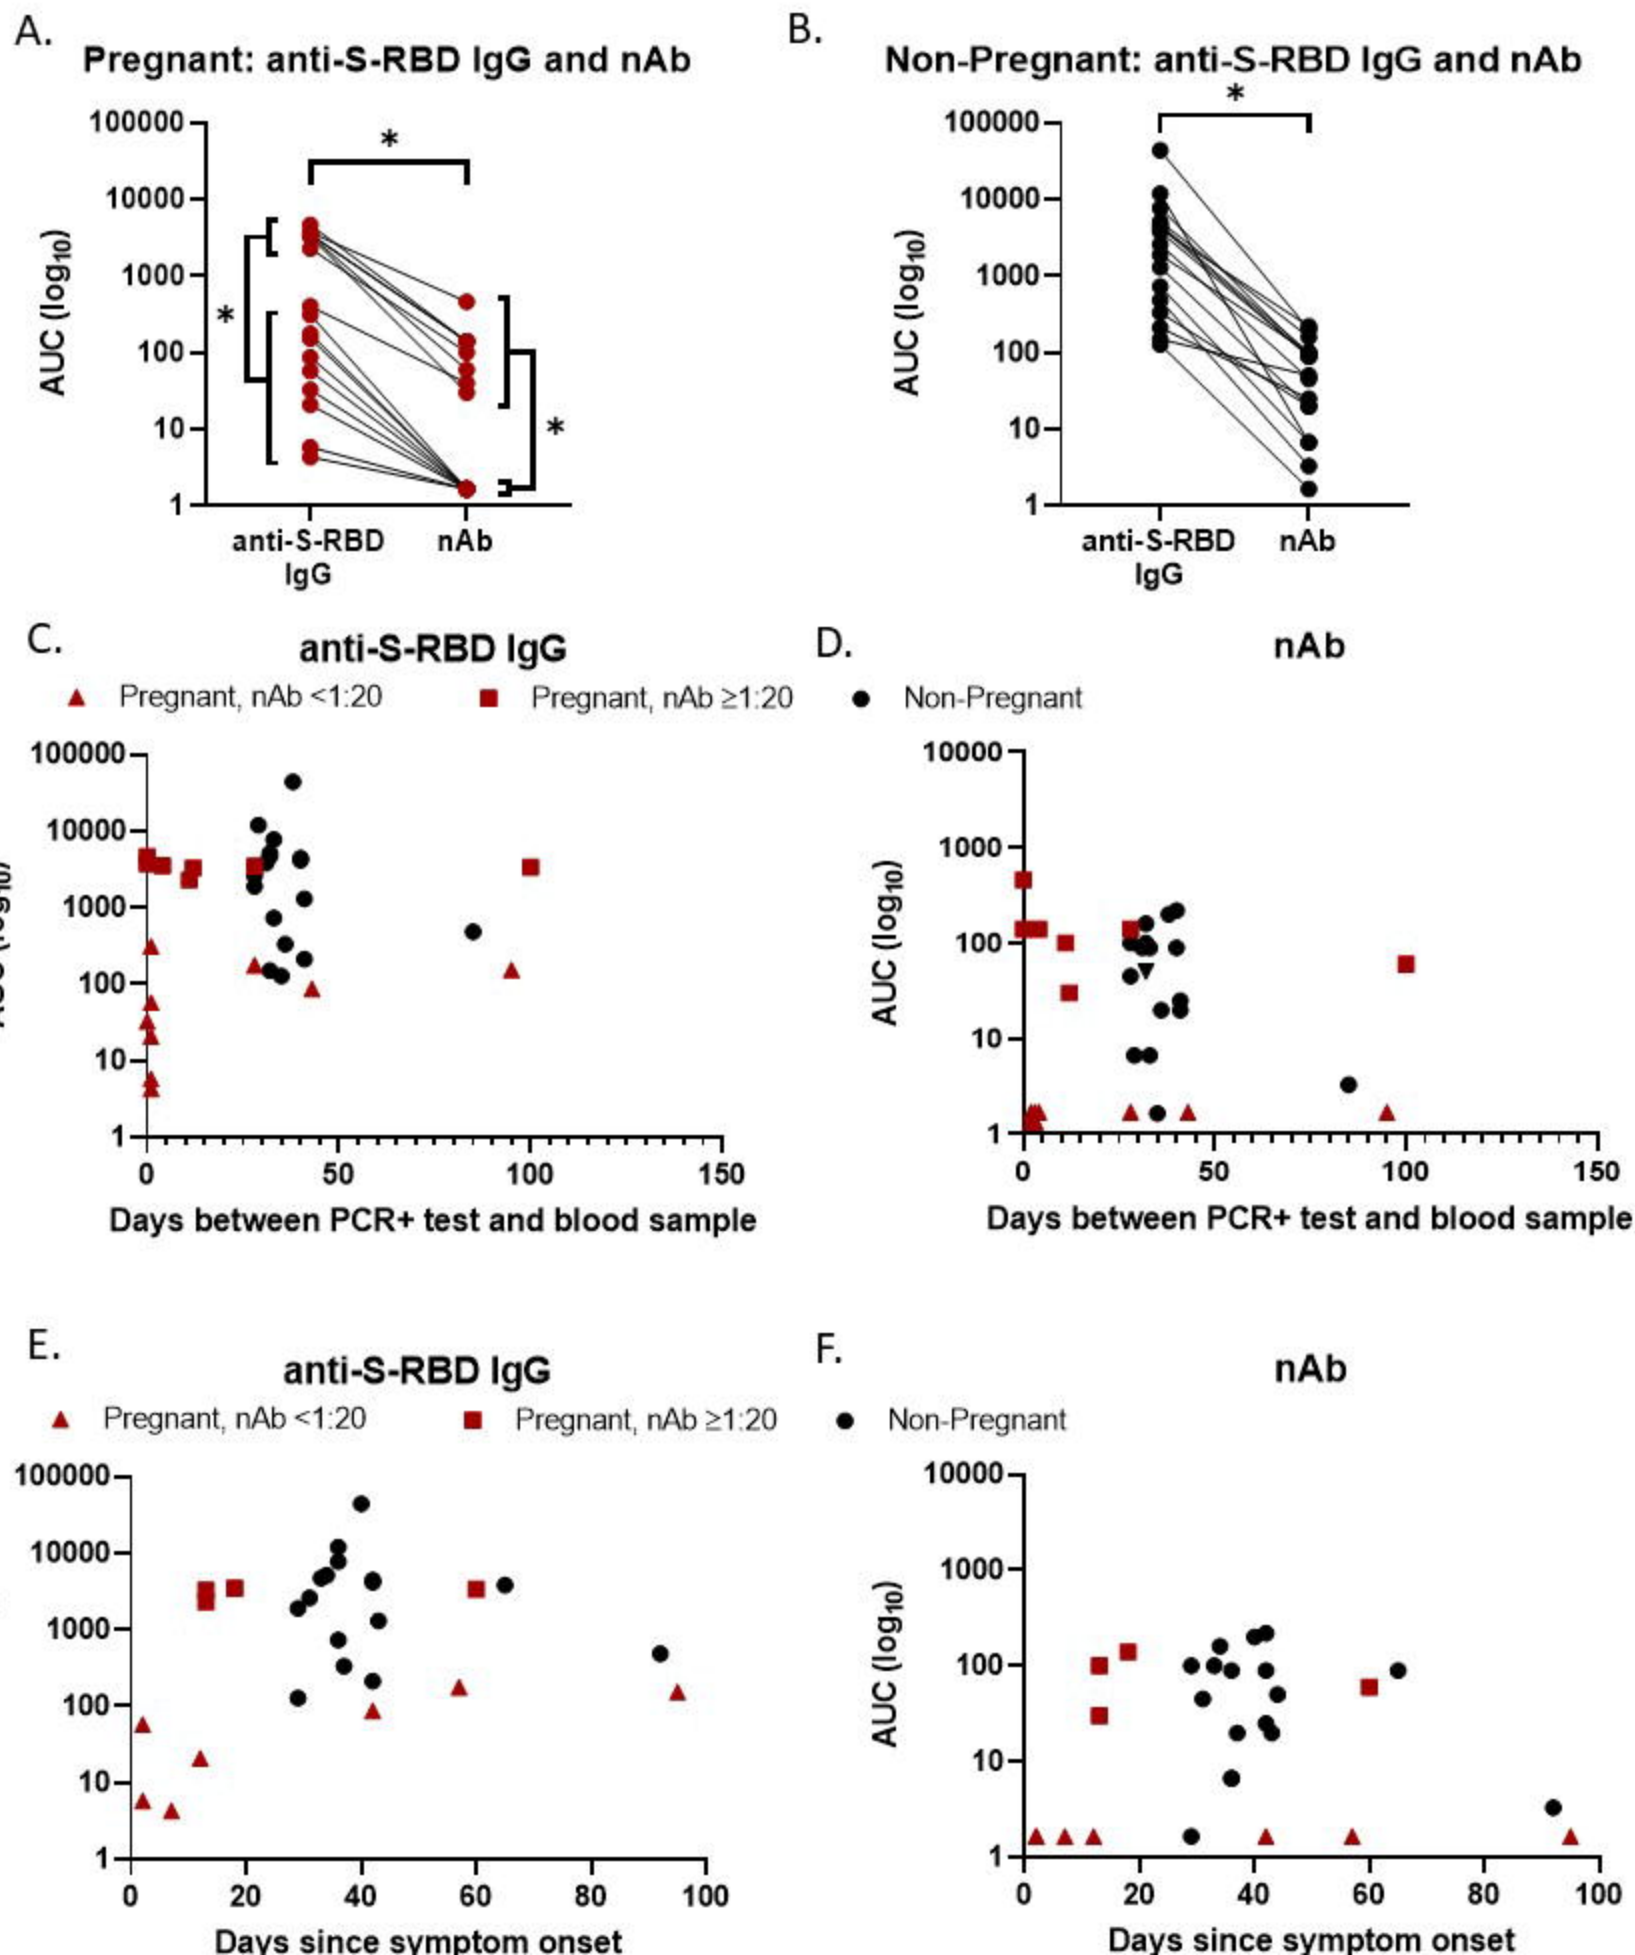 A.
Pregnant: anti-S-RBD IgG and nAb
100000
10000
1000
100
10
1
AUC (log10)
*
*
*
anti-S-RBD IgG
nAb
B.
Non-Pregnant: anti-S-RBD IgG and nAb
*
100000
10000
1000
100
10
1
AUC (log10)
anti-S-RBD IgG
nAb
C.
anti-S-RBD IgG
Pregnant, nAb <1:20
Pregnant, nAb ≥1:20
Non-Pregnant
100000
10000
1000
100
10
1
0 50 100 150
Days between PCR+ test and blood sample
D.
nAb
10000
1000
100
10
1
AUC (log10)
0 50 100 150
Days between PCR+ test and blood sample
E.
anti-S-RBD IgG
Pregnant, nAb <1:20
Pregnant, nAb ≥1:20
Non-Pregnant
100000
10000
1000
100
10
1
0 20 40 60 80 100
Days since symptom onset
F.
nAb
10000
1000
100
10
1
AUC (log10)
0 20 40 60 80 100
Days since symptom onset